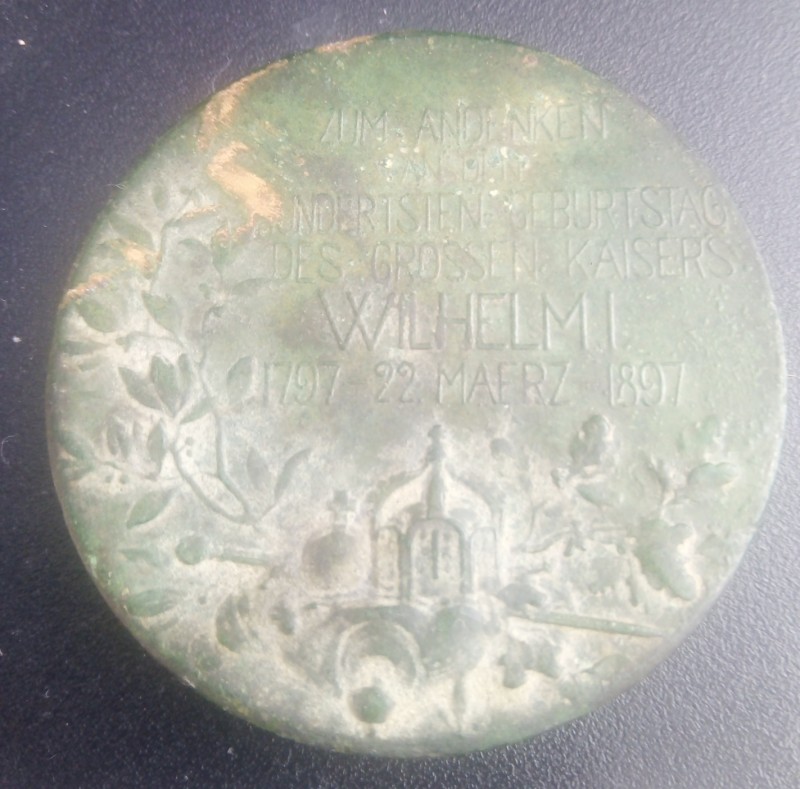 ZUM ANDENKEN
AN DEN
HUNDERTSTEN GEBURTSTAG
DES GROSSEN KAISERS
WILHELM I.
1797 - 22 MAERZ - 1897